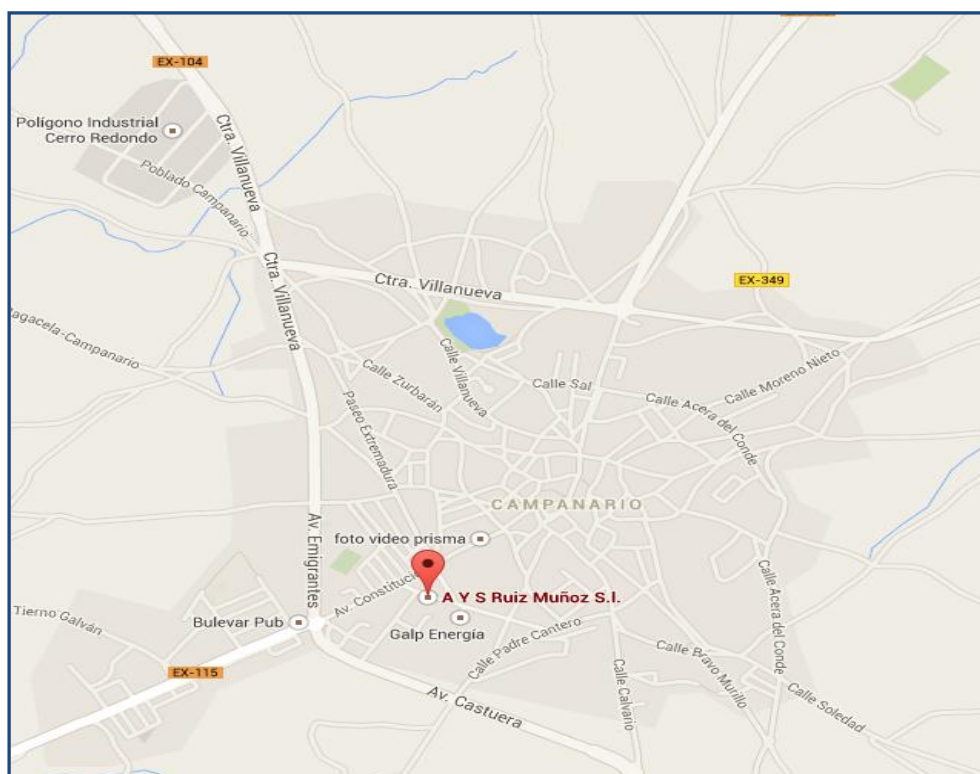 EX-104
Polígono Industrial
Cerro Redondo
Ctra. Villanueva
Poblado Campanario
Ctra. Villanueva
Ctra. Villanueva
EX-349
agacela-Campanario
Calle Villanueva
Calle Zurbarán
Calle Sal
Calle Moreno Nieto
Calle Acera del Conde
Paseo Extremadura
CAMPANARIO
foto video prisma
Av. Emigrantes
Av. Constitució
A Y S Ruiz Muñoz S.l.
Calle Acera del Conde
Tierno Galván
Bulevar Pub
Galp Energía
Calle Padre Cantero
Calle Bravo Murillo
EX-115
Av. Castuera
Calle Calvario
Calle Soledad